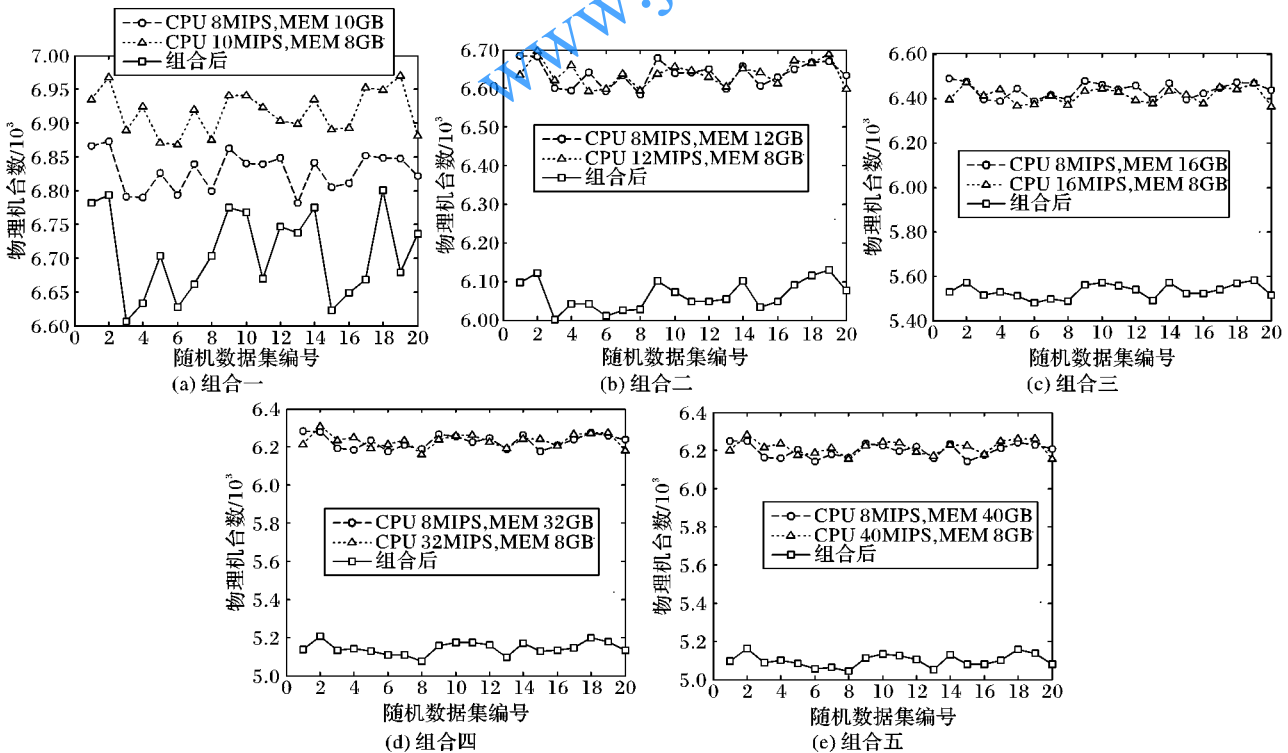 CPU 8MIPS,MEM 10GB
CPU 10MIPS,MEM 8GB
组合后
物理机台数/10³
7.00
6.95
6.90
6.85
6.80
6.75
6.70
6.65
6.60
0 2 4 6 8 10 12 14 16 18 20
随机数据集编号
(a) 组合一
www.
CPU 8MIPS,MEM 12GB
CPU 12MIPS,MEM 8GB
组合后
物理机台数/10³
6.70
6.60
6.50
6.40
6.30
6.20
6.10
6.00
0 2 4 6 8 10 12 14 16 18 20
随机数据集编号
(b) 组合二
CPU 8MIPS,MEM 16GB
CPU 16MIPS,MEM 8GB
组合后
物理机台数/10³
6.60
6.40
6.20
6.00
5.80
5.60
5.40
0 2 4 6 8 10 12 14 16 18 20
随机数据集编号
(c) 组合三
CPU 8MIPS,MEM 32GB
CPU 32MIPS,MEM 8GB
组合后
物理机台数/10³
6.4
6.2
6.0
5.8
5.6
5.4
5.2
5.0
0 2 4 6 8 10 12 14 16 18 20
随机数据集编号
(d) 组合四
CPU 8MIPS,MEM 40GB
CPU 40MIPS,MEM 8GB
组合后
物理机台数/10³
6.4
6.2
6.0
5.8
5.6
5.4
5.2
5.0
0 2 4 6 8 10 12 14 16 18 20
随机数据集编号
(e) 组合五